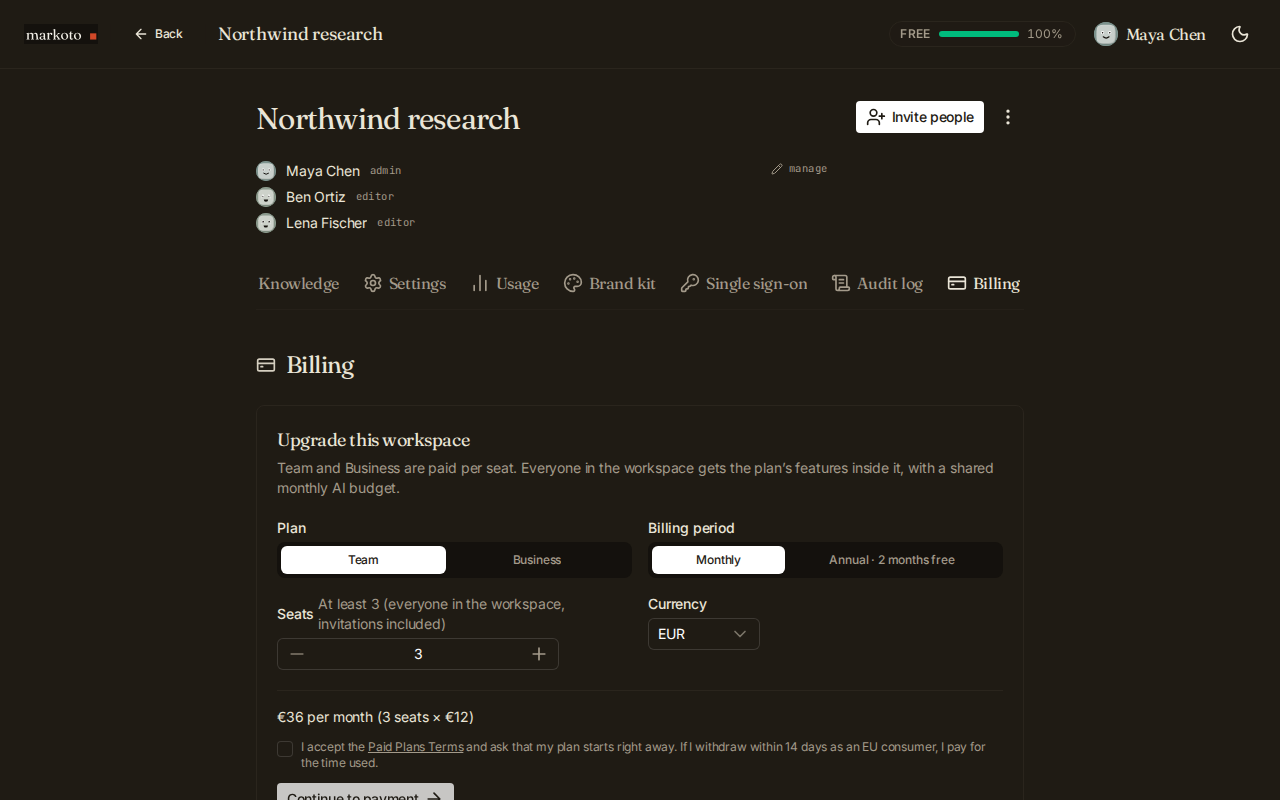 markoto
Back
Northwind research
FREE
100%
Maya Chen
Northwind research
Invite people
Maya Chen admin
manage
Ben Ortiz editor
Lena Fischer editor
Knowledge
Settings
Usage
Brand kit
Single sign-on
Audit log
Billing
Billing
Upgrade this workspace
Team and Business are paid per seat. Everyone in the workspace gets the plan’s features inside it, with a shared
monthly AI budget.
Plan
Billing period
Team
Business
Monthly
Annual · 2 months free
Seats
At least 3 (everyone in the workspace,
invitations included)
Currency
EUR
3
€36 per month (3 seats × €12)
I accept the Paid Plans Terms and ask that my plan starts right away. If I withdraw within 14 days as an EU consumer, I pay for
the time used.
Continue to payment